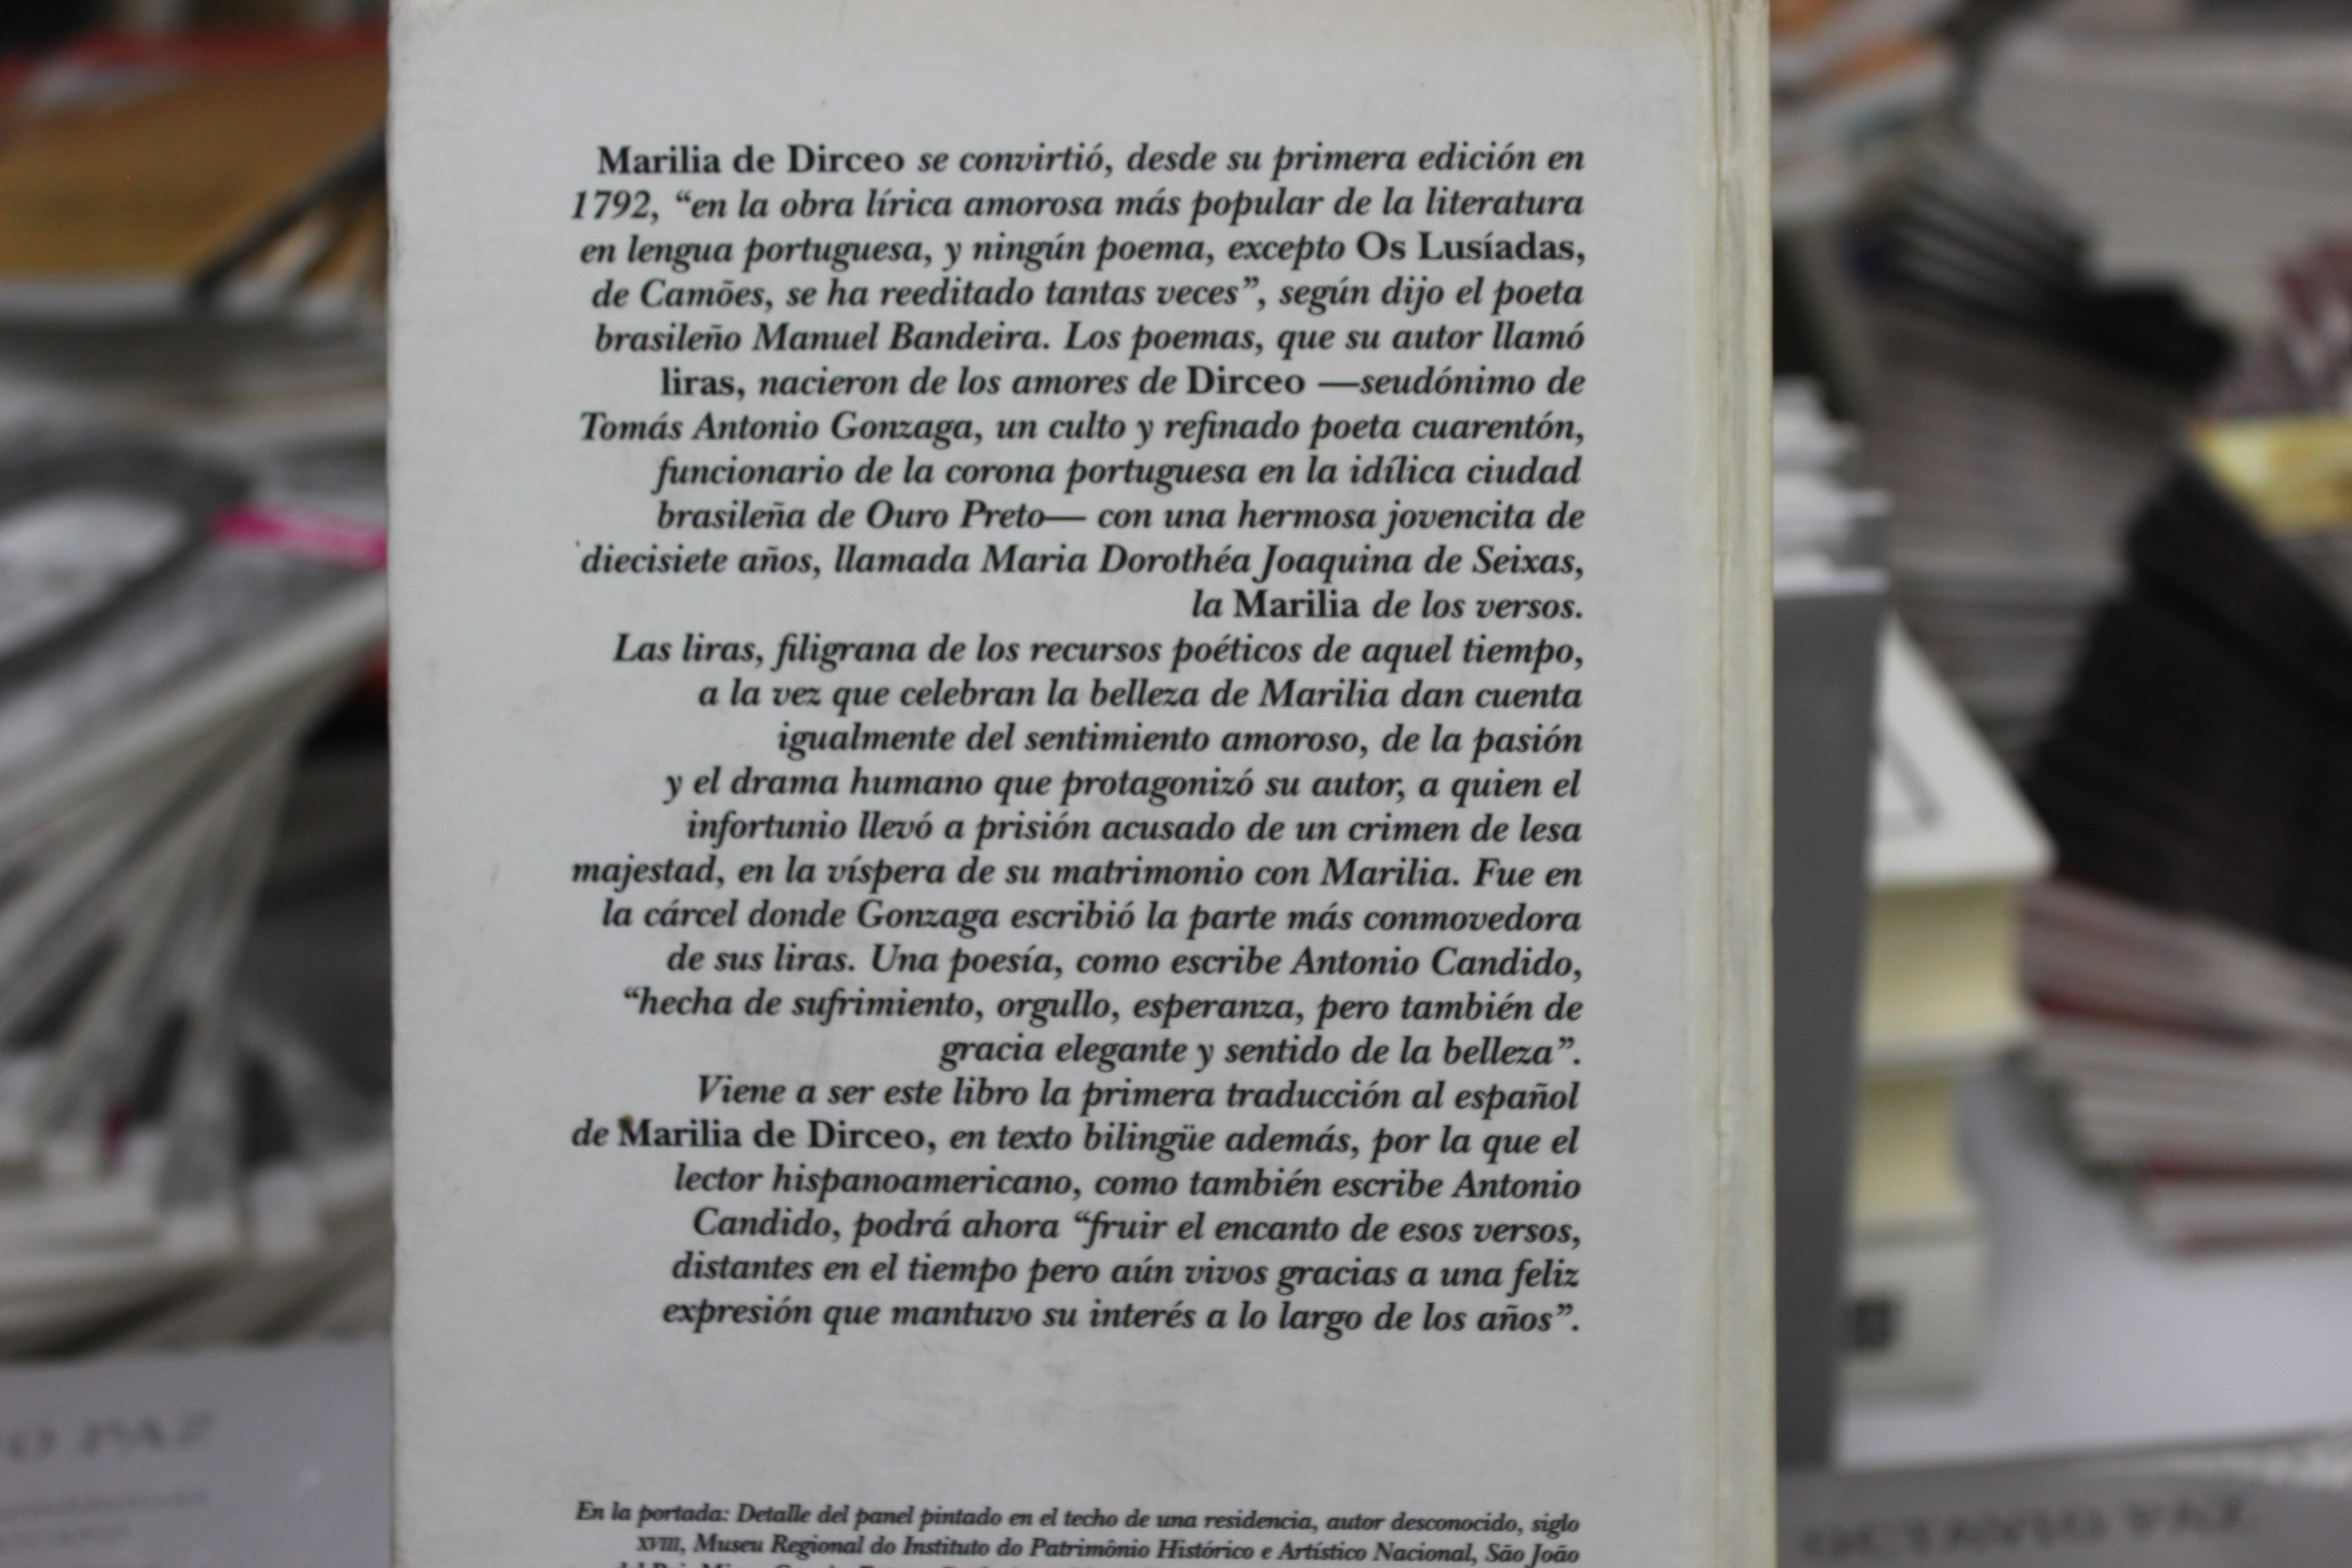 Marilia de Dirceo se convirtió, desde su primera edición en
1792, “en la obra lírica amorosa más popular de la literatura
en lengua portuguesa, y ningún poema, excepto Os Lusíadas,
de Camões, se ha reeditado tantas veces”, según dijo el poeta
brasileño Manuel Bandeira. Los poemas, que su autor llamó
liras, nacieron de los amores de Dirceo —seudónimo de
Tomás Antonio Gonzaga, un culto y refinado poeta cuarentón,
funcionario de la corona portuguesa en la idílica ciudad
brasileña de Ouro Preto— con una hermosa jovencita de
diecisiete años, llamada Maria Dorothéa Joaquina de Seixas,
la Marilia de los versos.
Las liras, filigrana de los recursos poéticos de aquel tiempo,
a la vez que celebran la belleza de Marilia dan cuenta
igualmente del sentimiento amoroso, de la pasión
y el drama humano que protagonizó su autor, a quien el
infortunio llevó a prisión acusado de un crimen de lesa
majestad, en la víspera de su matrimonio con Marilia. Fue en
la cárcel donde Gonzaga escribió la parte más conmovedora
de sus liras. Una poesía, como escribe Antonio Candido,
“hecha de sufrimiento, orgullo, esperanza, pero también de
gracia elegante y sentido de la belleza”.
Viene a ser este libro la primera traducción al español
de Marilia de Dirceo, en texto bilingüe además, por la que el
lector hispanoamericano, como también escribe Antonio
Candido, podrá ahora “fruir el encanto de esos versos,
distantes en el tiempo pero aún vivos gracias a una feliz
expresión que mantuvo su interés a lo largo de los años”.
En la portada: Detalle del panel pintado en el techo de una residencia, autor desconocido, siglo
XVIII, Museu Regional do Instituto do Patrimônio Histórico e Artístico Nacional, São João
O PAZ
OCTAVIO PAZ